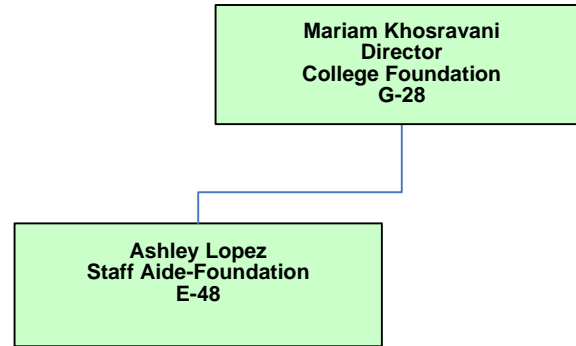 Mariam Khosravani
Director
College Foundation
G-28
Ashley Lopez
Staff Aide-Foundation
E-48